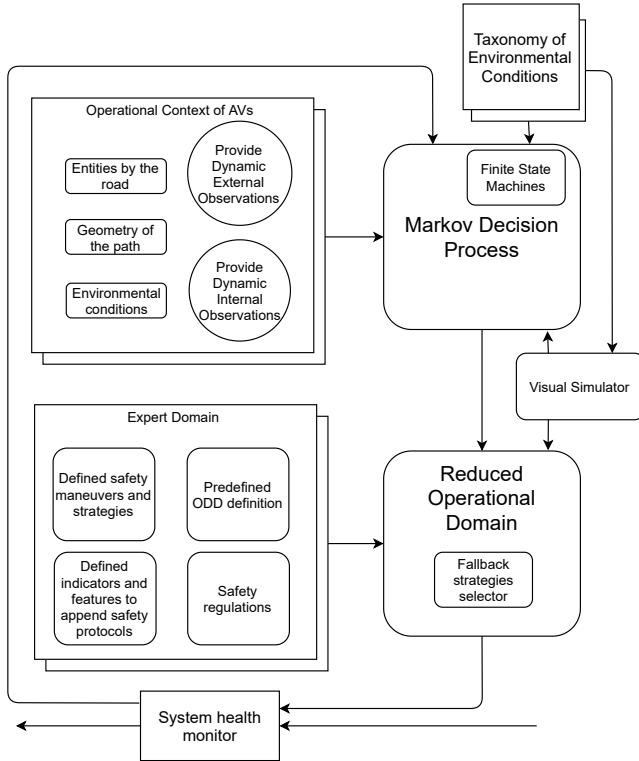 Taxonomy of
Environmental
Conditions
Operational Context of AVs
Entities by the
road
Geometry of
the path
Environmental
conditions
Provide
Dynamic
External
Observations
Provide
Dynamic
Internal
Observations
Finite State
Machines
Markov Decision
Process
Visual Simulator
Expert Domain
Defined safety
maneuvers and
strategies
Predefined
ODD definition
Defined
indicators and
features to
append safety
protocols
Safety
regulations
Reduced
Operational
Domain
Fallback
strategies
selector
System health
monitor